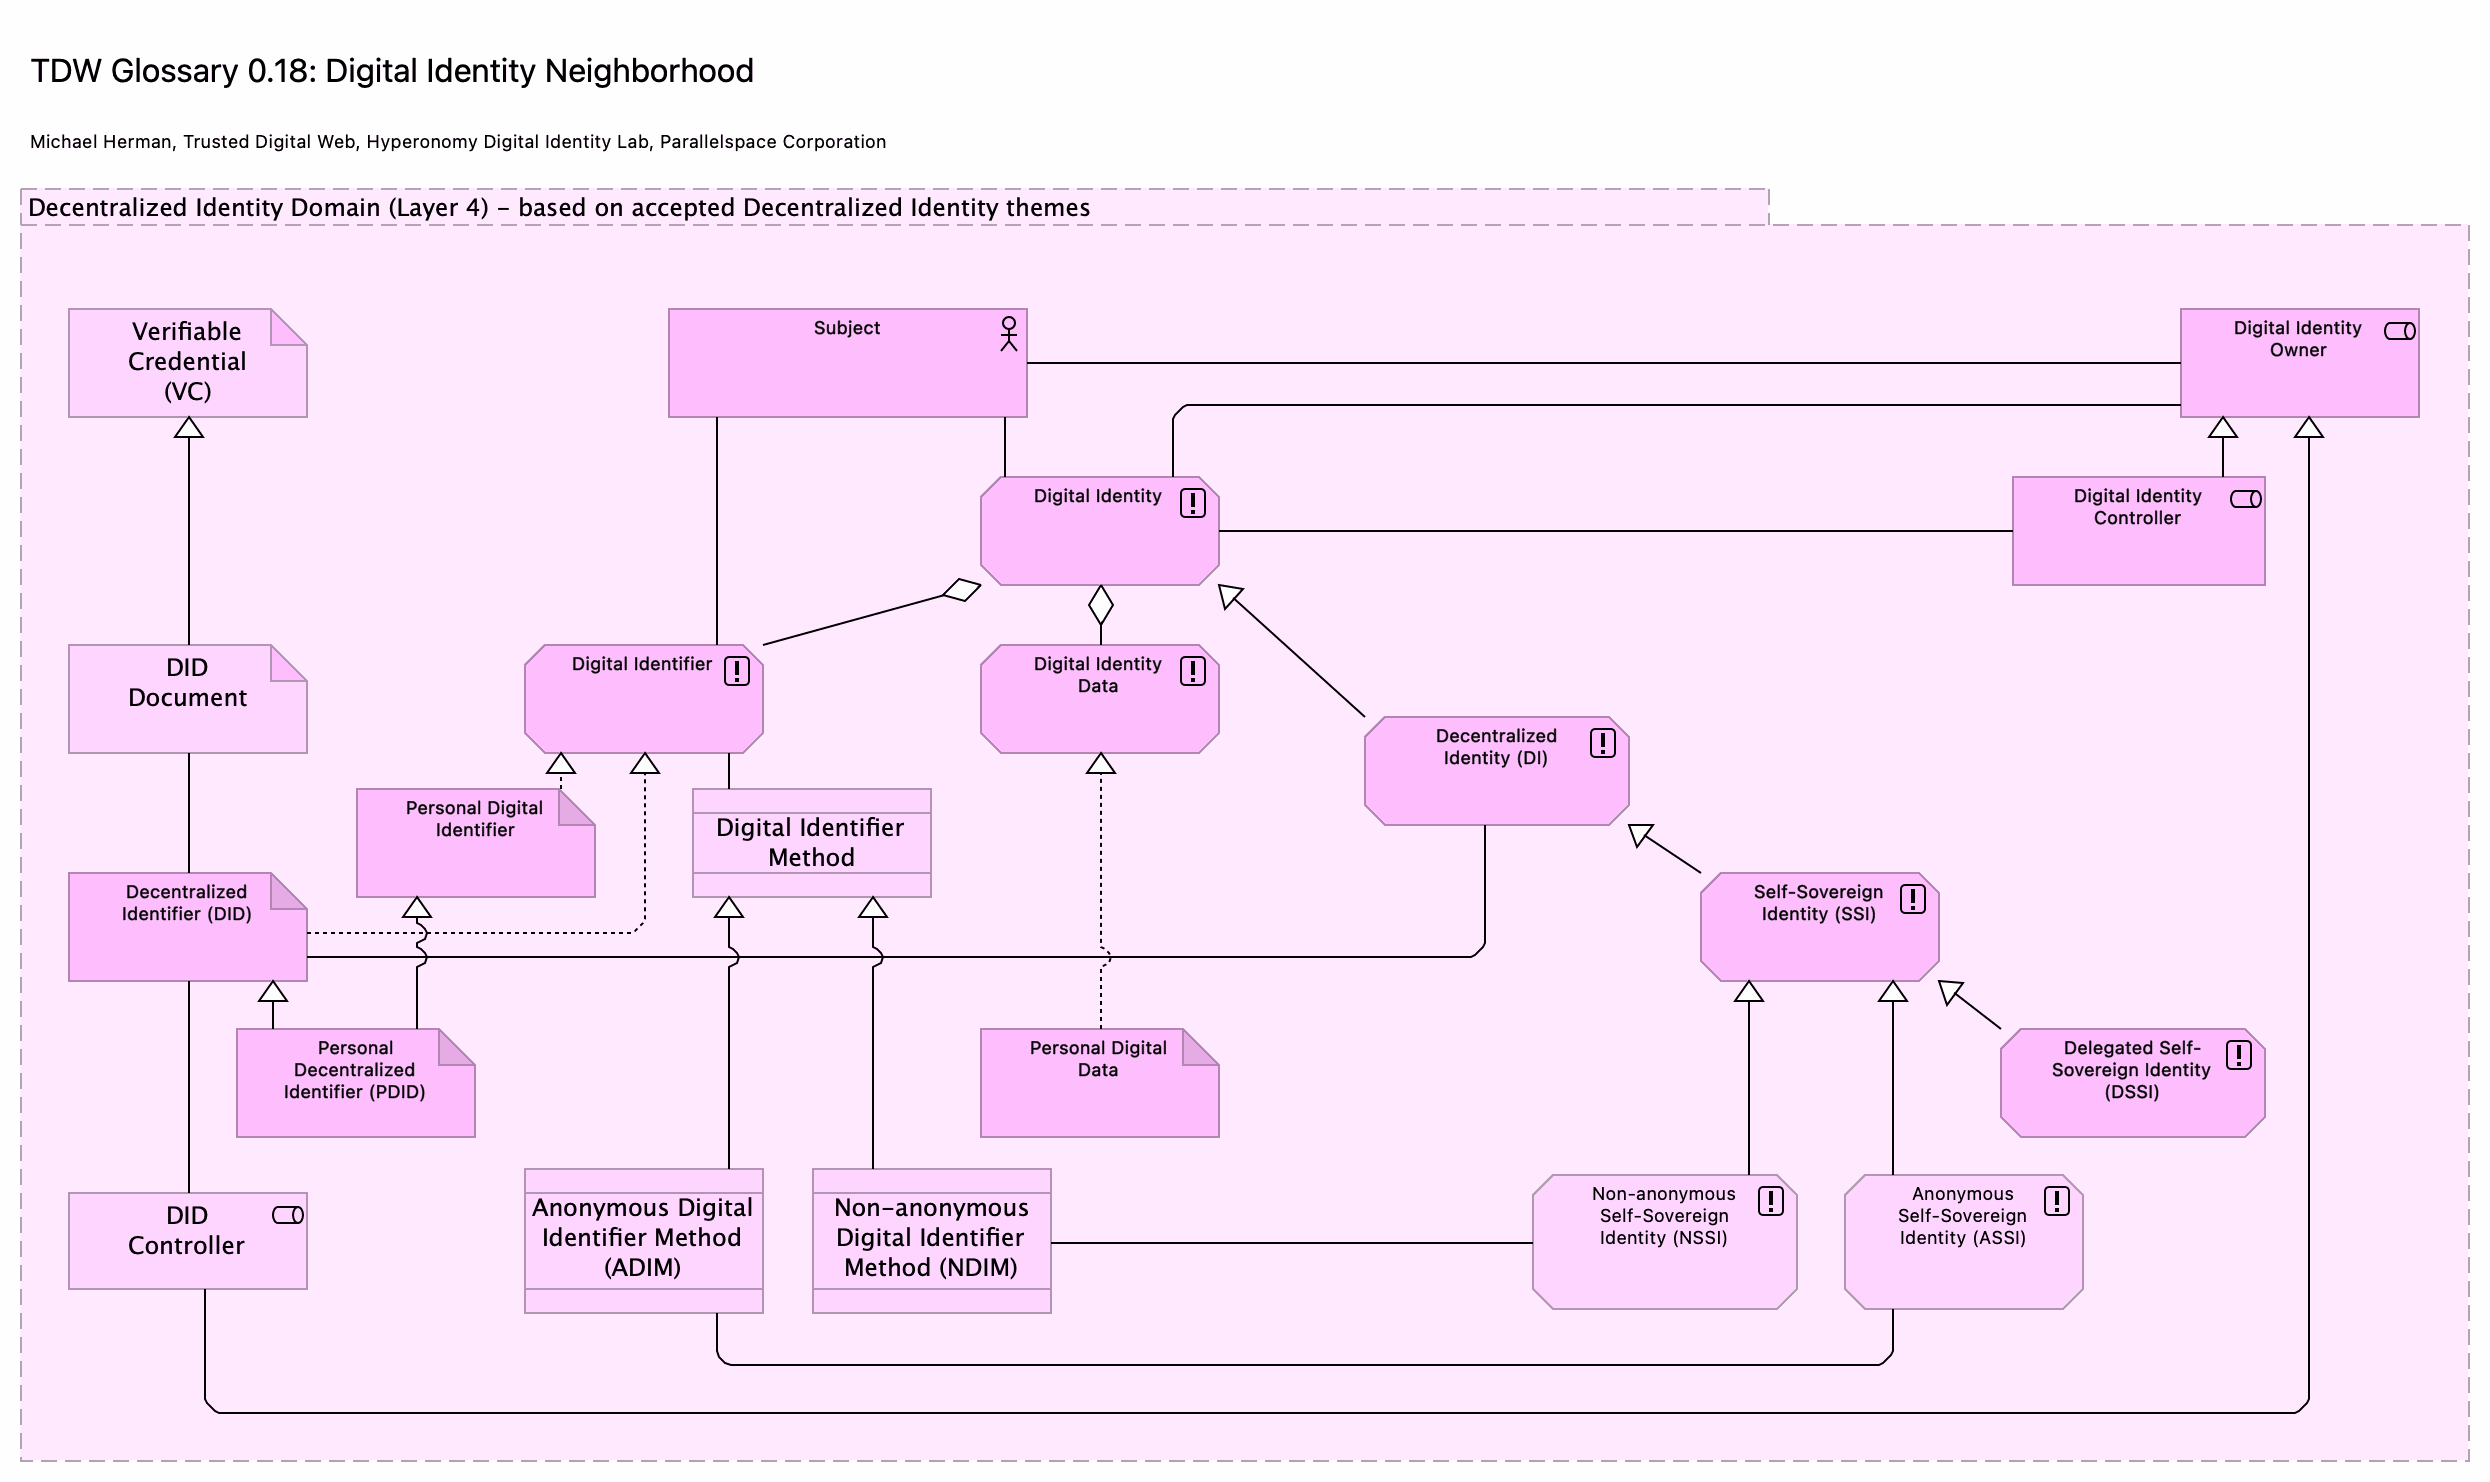 TDW Glossary 0.18: Digital Identity Neighborhood
Michael Herman, Trusted Digital Web, Hyperonomy Digital Identity Lab, Parallelspace Corporation
Decentralized Identity Domain (Layer 4) – based on accepted Decentralized Identity themes
Verifiable
Credential
(VC)
Subject
Digital Identity
Owner
Digital Identity
Digital Identity
Controller
DID
Document
Digital Identifier
Digital Identity
Data
Decentralized
Identity (DI)
Personal Digital
Identifier
Digital Identifier
Method
Decentralized
Identifier (DID)
Self-Sovereign
Identity (SSI)
Personal
Decentralized
Identifier (PDID)
Personal Digital
Data
Delegated Self-
Sovereign Identity
(DSSI)
DID
Controller
Anonymous Digital
Identifier Method
(ADIM)
Non-anonymous
Digital Identifier
Method (NDIM)
Non-anonymous
Self-Sovereign
Identity (NSSI)
Anonymous
Self-Sovereign
Identity (ASSI)